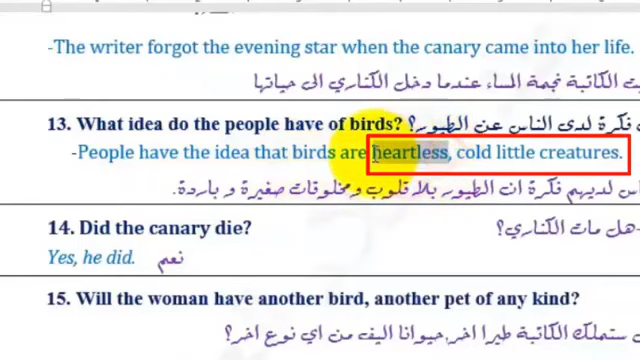 -The writer forgot the evening star when the canary came into her life.
الكاتبة نجمة المساء عندما دخل الكناري الى حياتها
13. What idea do the people have of birds? فكرة لدى الناس عن الطيور؟
-People have the idea that birds are heartless, cold little creatures.
س لديهم فكرة ان الطيور بلا قلوب ومخلوقات صغيرة و باردة.
14. Did the canary die? -هل مات الكناري؟
Yes, he did. نعم
15. Will the woman have another bird, another pet of any kind?
ستملك الكاتبة طيرا اخر, حيوانا اليف من اي نوع اخر؟